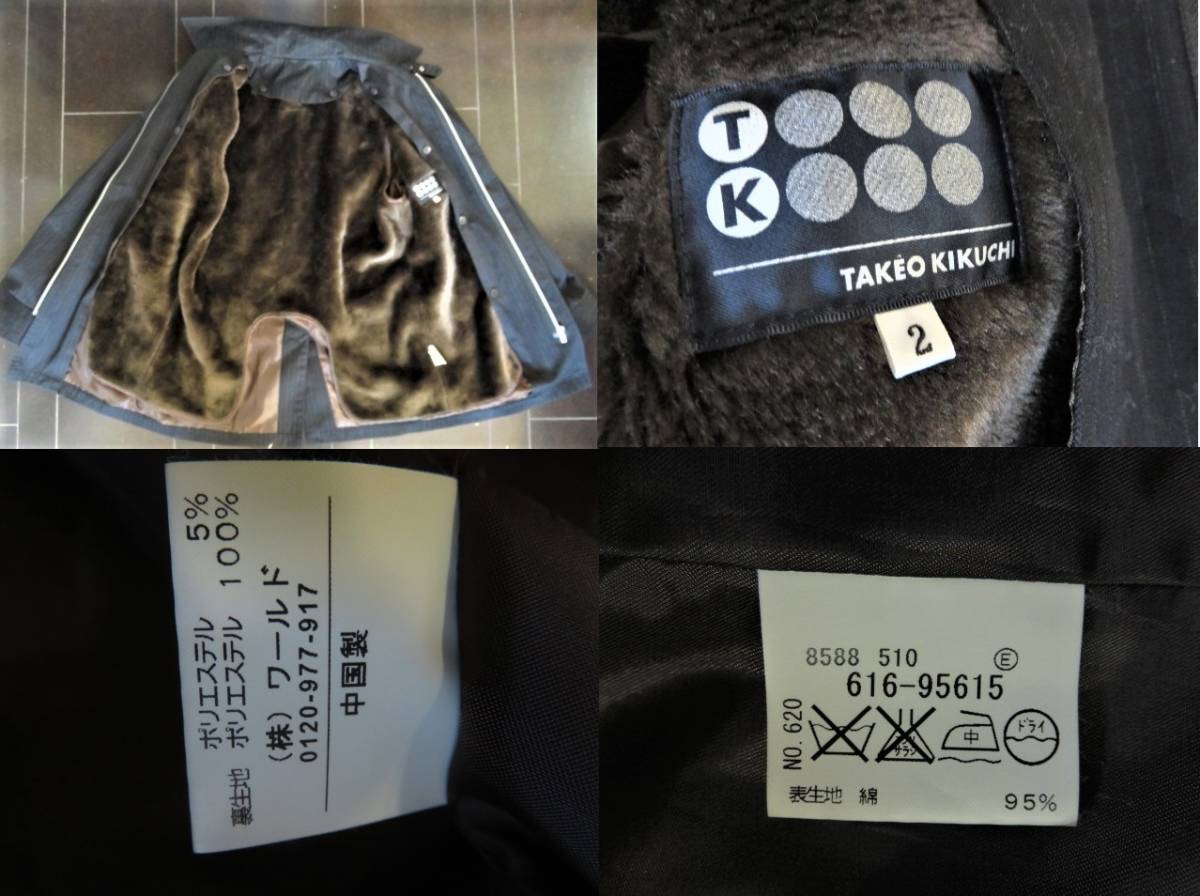 T
K
TAKEO KIKUCHI
2
ポリエステル 5%
裏生地 ポリエステル 100%
(株) ワールド
0120-977-917
中国製
8588 510 E
616-95615
NO. 620
中
ドライ
表生地 綿 95%